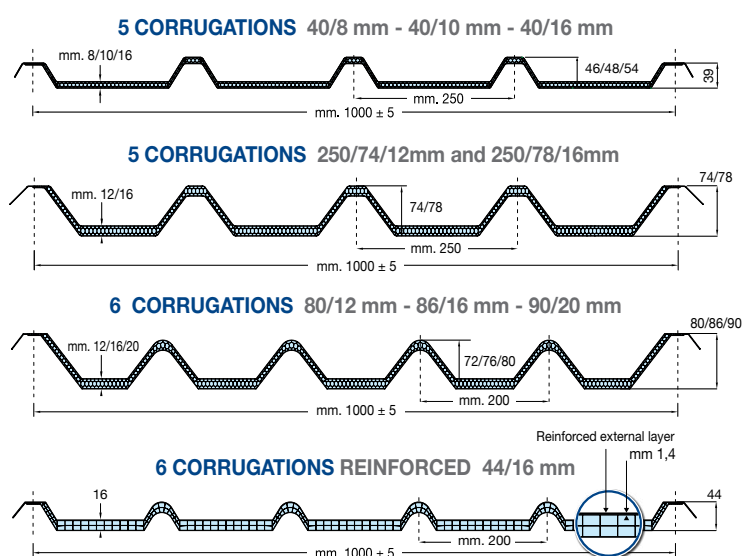 5 CORRUGATIONS 40/8 mm - 40/10 mm - 40/16 mm
mm. 8/10/16
46/48/54
39
mm. 250
mm. 1000 ± 5
5 CORRUGATIONS 250/74/12mm and 250/78/16mm
74/78
mm. 12/16
74/78
mm. 250
mm. 1000 ± 5
6 CORRUGATIONS 80/12 mm - 86/16 mm - 90/20 mm
80/86/90
mm. 12/16/20
72/76/80
mm. 200
mm. 1000 ± 5
Reinforced external layer
mm 1,4
6 CORRUGATIONS REINFORCED 44/16 mm
16
44
mm. 200
mm. 1000 ± 5